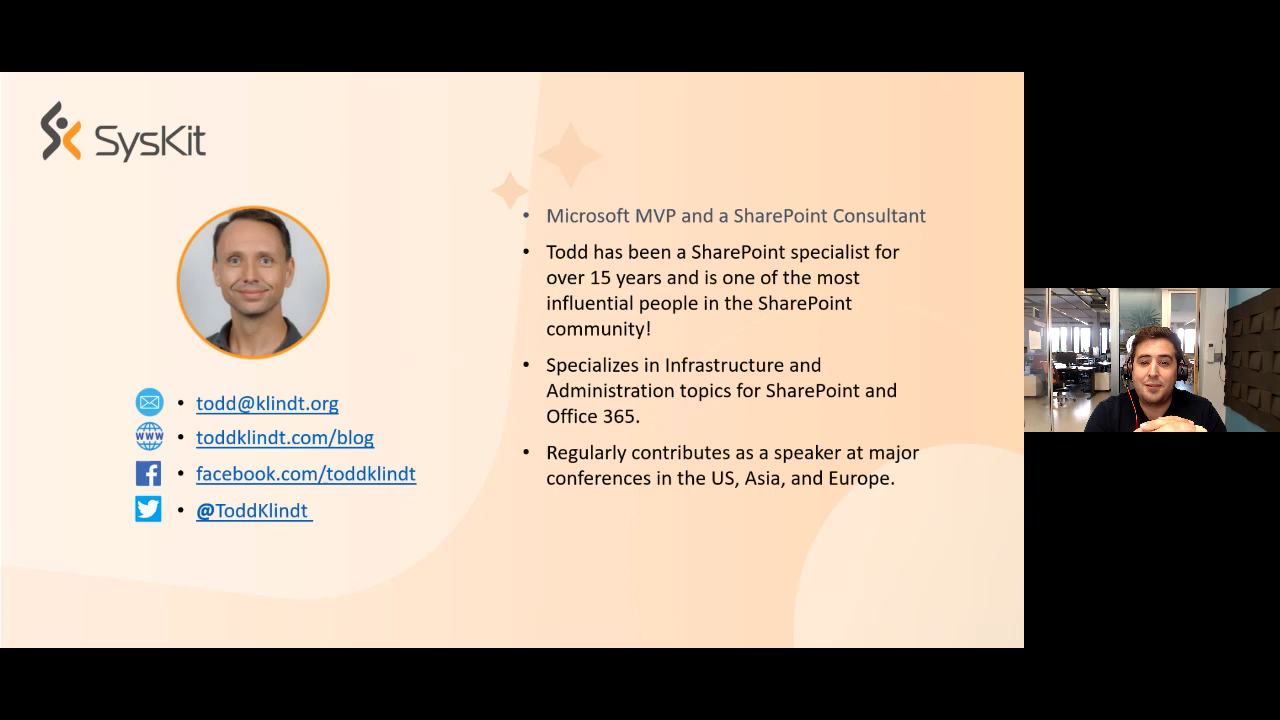 SysKit
Microsoft MVP and a SharePoint Consultant
Todd has been a SharePoint specialist for
over 15 years and is one of the most
influential people in the SharePoint
community!
Specializes in Infrastructure and
Administration topics for SharePoint and
Office 365.
Regularly contributes as a speaker at major
conferences in the US, Asia, and Europe.
todd@klindt.org
www
toddklindt.com/blog
facebook.com/toddklindt
@ToddKlindt